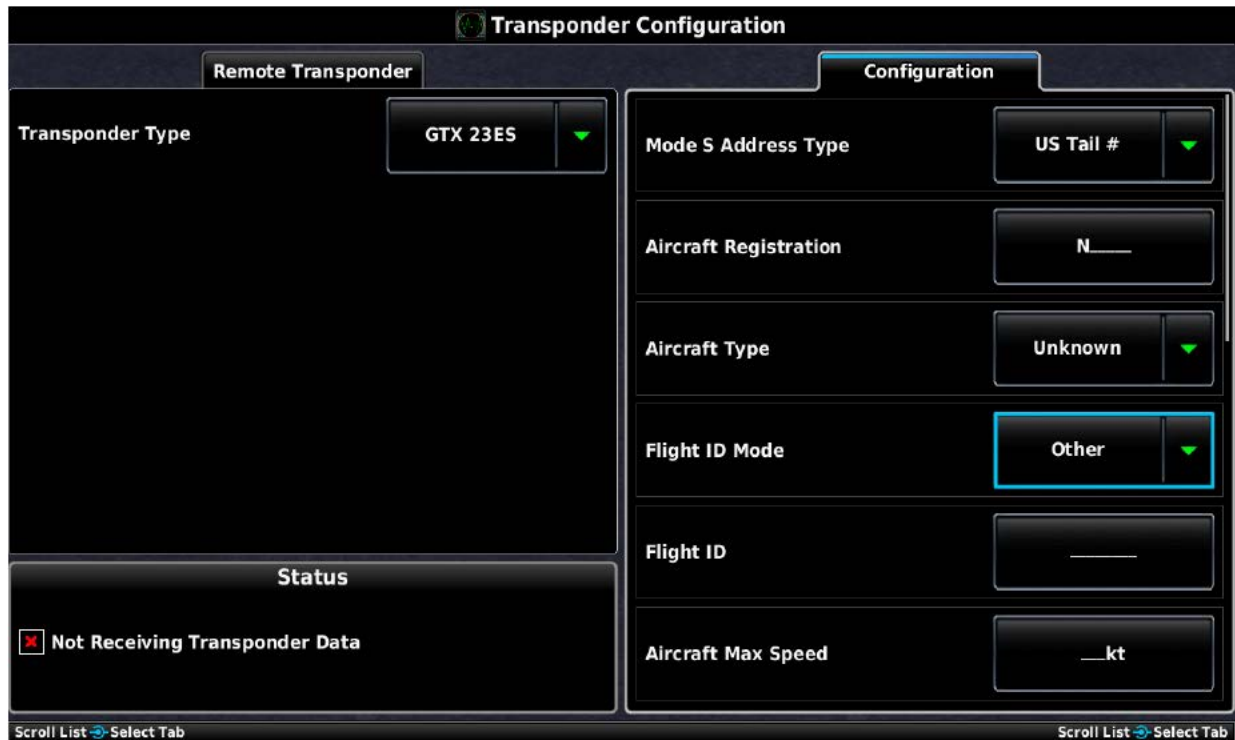 Transponder Configuration
Remote Transponder
Transponder Type
GTX 23ES
Status
Not Receiving Transponder Data
Configuration
Mode S Address Type
US Tail #
Aircraft Registration
N_____
Aircraft Type
Unknown
Flight ID Mode
Other
Flight ID
________
Aircraft Max Speed
___kt
Scroll List Select Tab
Scroll List Select Tab